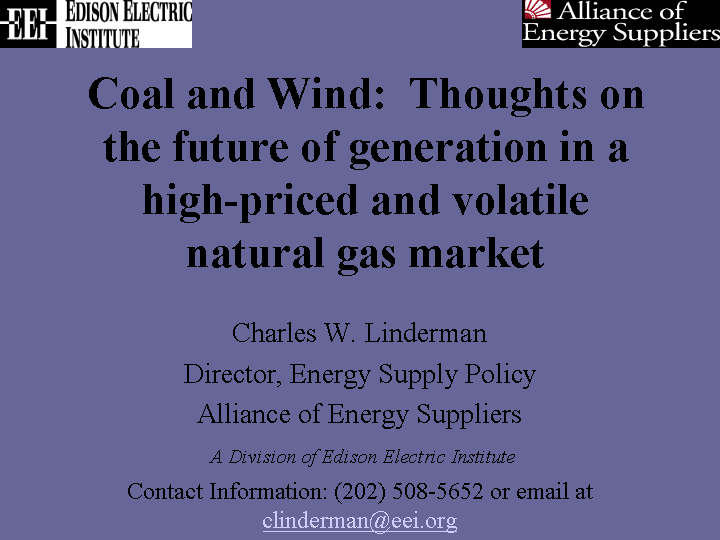 EEI EDISON ELECTRIC
INSTITUTE
Alliance of
Energy Suppliers
Coal and Wind: Thoughts on
the future of generation in a
high-priced and volatile
natural gas market
Charles W. Linderman
Director, Energy Supply Policy
Alliance of Energy Suppliers
A Division of Edison Electric Institute
Contact Information: (202) 508-5652 or email at
clinderman@eei.org